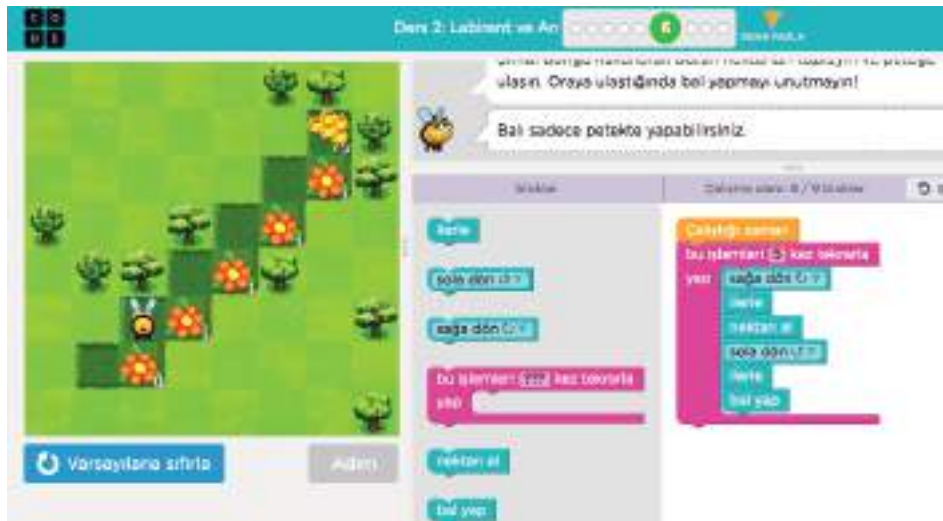 C O
D E
Ders 2: Labirent ve Arı
6
ulaşın. Oraya ulaştığında bal yapmayı unutmayın!
Balı sadece petekte yapabilirsiniz.
Bloklar
ilerle
sola dön
sağa dön
bu işlemleri ??? kez tekrarla
yap
nektarı al
bal yap
Çalıştığı zaman
bu işlemleri 5 kez tekrarla
yap
sağa dön
ilerle
nektarı al
sola dön
ilerle
bal yap
Varsayılana sıfırla
Adım